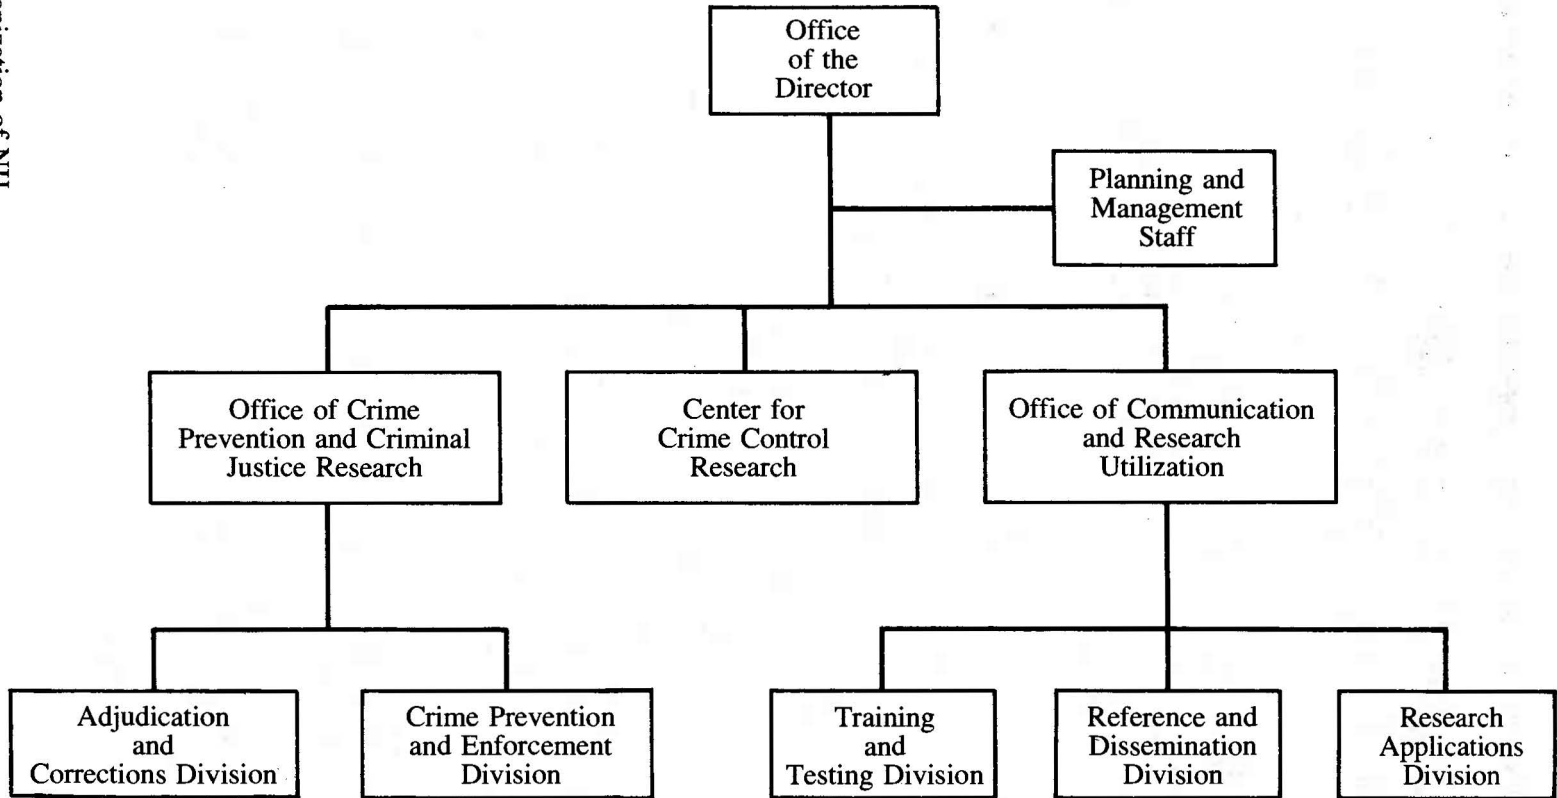 Office
of the
Director
Planning and
Management
Staff
Office of Crime
Prevention and Criminal
Justice Research
Center for
Crime Control
Research
Office of Communication
and Research
Utilization
Adjudication
and
Corrections Division
Crime Prevention
and Enforcement
Division
Training
and
Testing Division
Reference and
Dissemination
Division
Research
Applications
Division
of NIJ